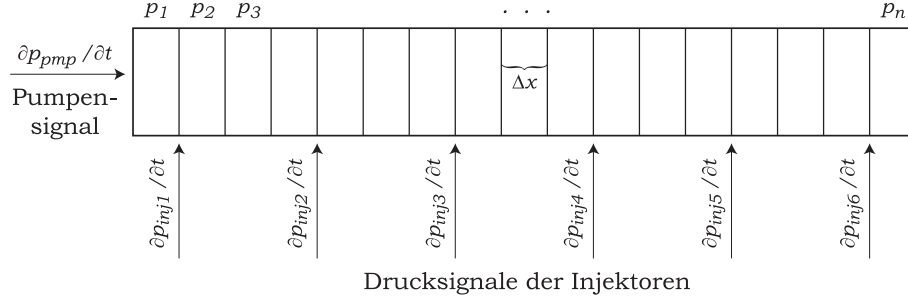 p1 p2 p3 . . . pn
∂ppmp/∂t
Pumpen-
signal
Δx
∂pinj1/∂t
∂pinj2/∂t
∂pinj3/∂t
∂pinj4/∂t
∂pinj5/∂t
∂pinj6/∂t
Drucksignale der Injektoren